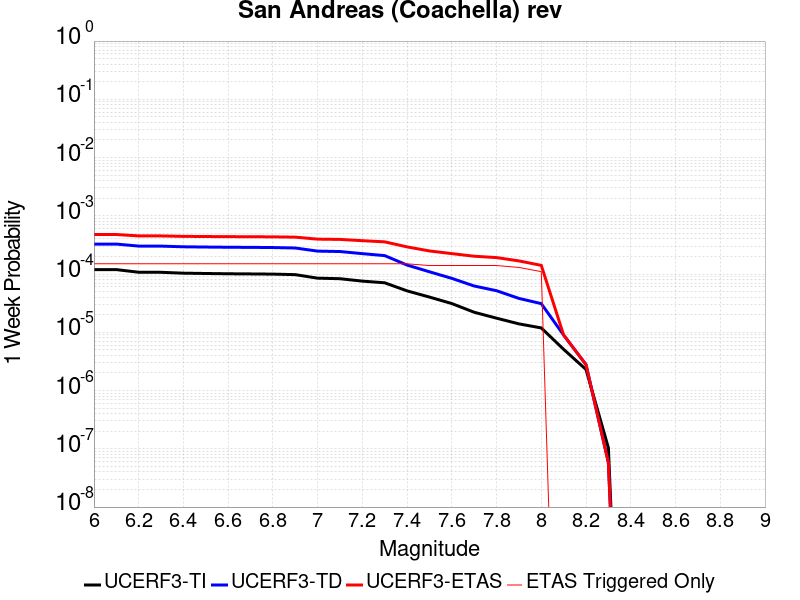 San Andreas (Coachella) rev
10^0
10^-1
10^-2
10^-3
10^-4
10^-5
10^-6
10^-7
10^-8
1 Week Probability
6 6.2 6.4 6.6 6.8 7 7.2 7.4 7.6 7.8 8 8.2 8.4 8.6 8.8 9
Magnitude
UCERF3-TI UCERF3-TD UCERF3-ETAS ETAS Triggered Only